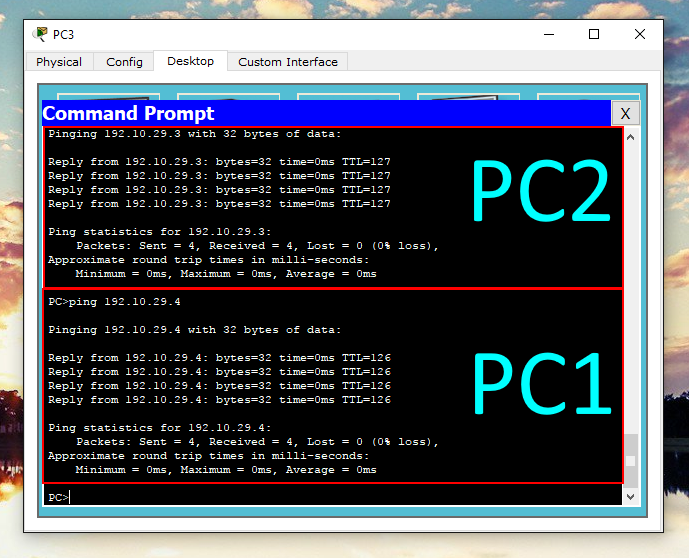 PC3
Physical Config Desktop Custom Interface
Command Prompt X
Pinging 192.10.29.3 with 32 bytes of data:
Reply from 192.10.29.3: bytes=32 time=0ms TTL=127
Reply from 192.10.29.3: bytes=32 time=0ms TTL=127
Reply from 192.10.29.3: bytes=32 time=0ms TTL=127
Reply from 192.10.29.3: bytes=32 time=0ms TTL=127
PC2
Ping statistics for 192.10.29.3:
Packets: Sent = 4, Received = 4, Lost = 0 (0% loss),
Approximate round trip times in milli-seconds:
Minimum = 0ms, Maximum = 0ms, Average = 0ms
PC>ping 192.10.29.4
Pinging 192.10.29.4 with 32 bytes of data:
Reply from 192.10.29.4: bytes=32 time=0ms TTL=126
Reply from 192.10.29.4: bytes=32 time=0ms TTL=126
Reply from 192.10.29.4: bytes=32 time=0ms TTL=126
Reply from 192.10.29.4: bytes=32 time=0ms TTL=126
PC1
Ping statistics for 192.10.29.4:
Packets: Sent = 4, Received = 4, Lost = 0 (0% loss),
Approximate round trip times in milli-seconds:
Minimum = 0ms, Maximum = 0ms, Average = 0ms
PC>